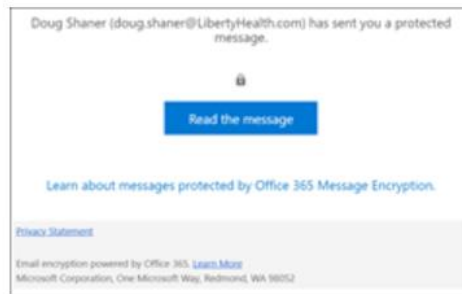 Doug Shaner (doug.shaner@LibertyHealth.com) has sent you a protected
message.
Read the message
Learn about messages protected by Office 365 Message Encryption.
Privacy Statement
Email encryption powered by Office 365. Learn More
Microsoft Corporation, One Microsoft Way, Redmond, WA 98052